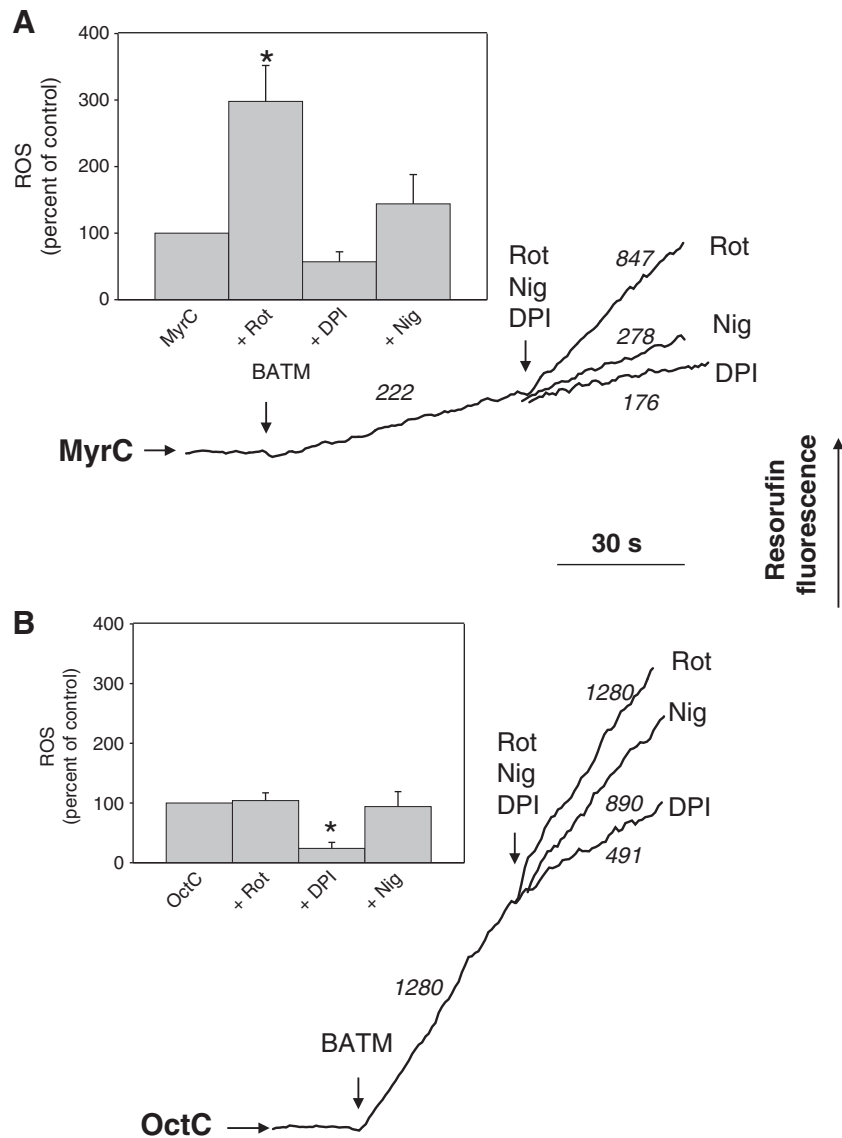 A
400
300
200
100
0
ROS
(percent of control)
*
MyrC
+ Rot
+ DPI
+ Nig
BATM
222
Rot
Nig
DPI
847
Rot
278
Nig
176
DPI
MyrC
30 s
Resorufin
fluorescence
B
400
300
200
100
0
ROS
(percent of control)
*
OctC
+ Rot
+ DPI
+ Nig
Rot
Nig
DPI
1280
Rot
Nig
890
DPI
491
1280
BATM
OctC